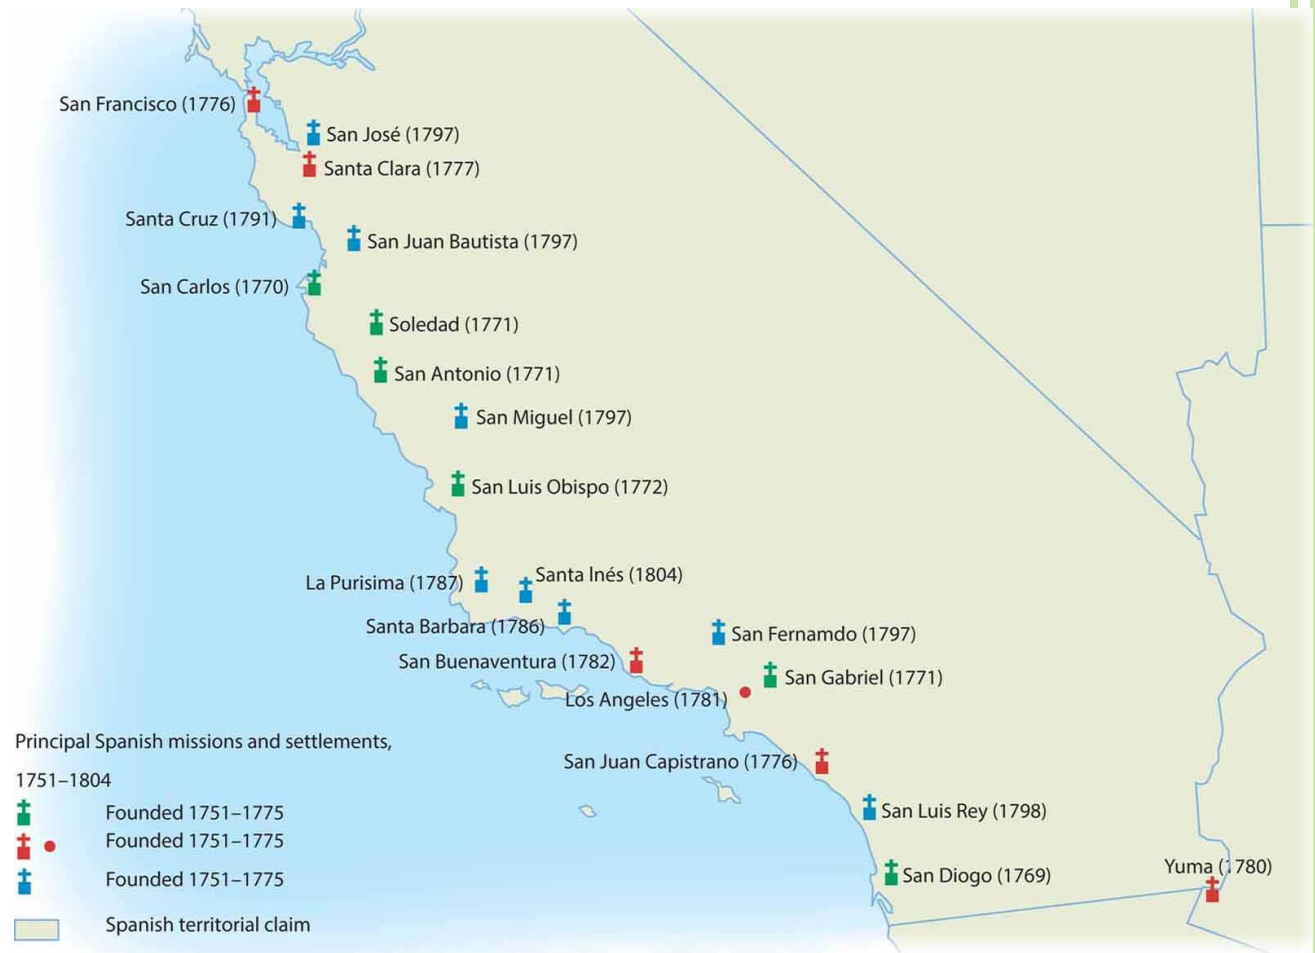 San Francisco (1776)
San José (1797)
Santa Clara (1777)
Santa Cruz (1791)
San Juan Bautista (1797)
San Carlos (1770)
Soledad (1771)
San Antonio (1771)
San Miguel (1797)
San Luis Obispo (1772)
La Purisima (1787)
Santa Inés (1804)
Santa Barbara (1786)
San Fernamdo (1797)
San Buenaventura (1782)
San Gabriel (1771)
Los Angeles (1781)
San Juan Capistrano (1776)
San Luis Rey (1798)
San Diogo (1769)
Yuma (1780)
Principal Spanish missions and settlements,
1751–1804
Founded 1751–1775
Founded 1751–1775
Founded 1751–1775
Spanish territorial claim